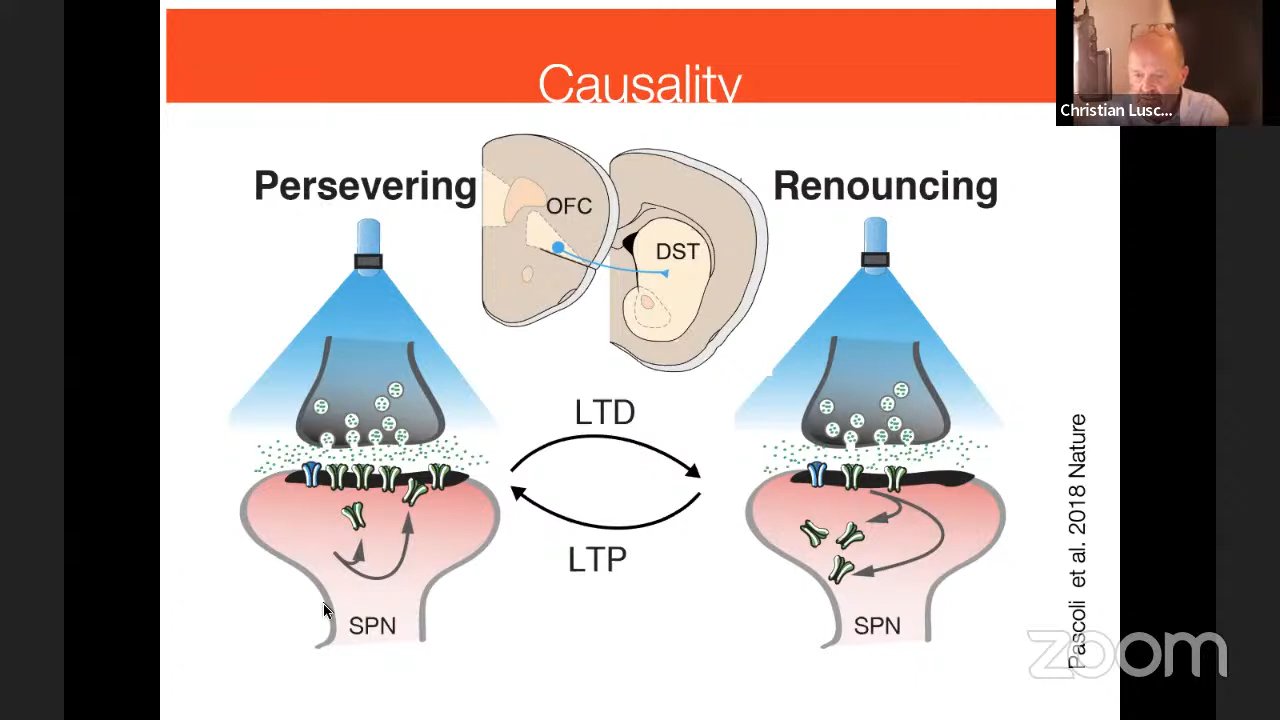 Causality
Christian Lusc...
Persevering
Renouncing
OFC
DST
LTD
LTP
SPN
SPN
Pascoli et al. 2018 Nature
zoom